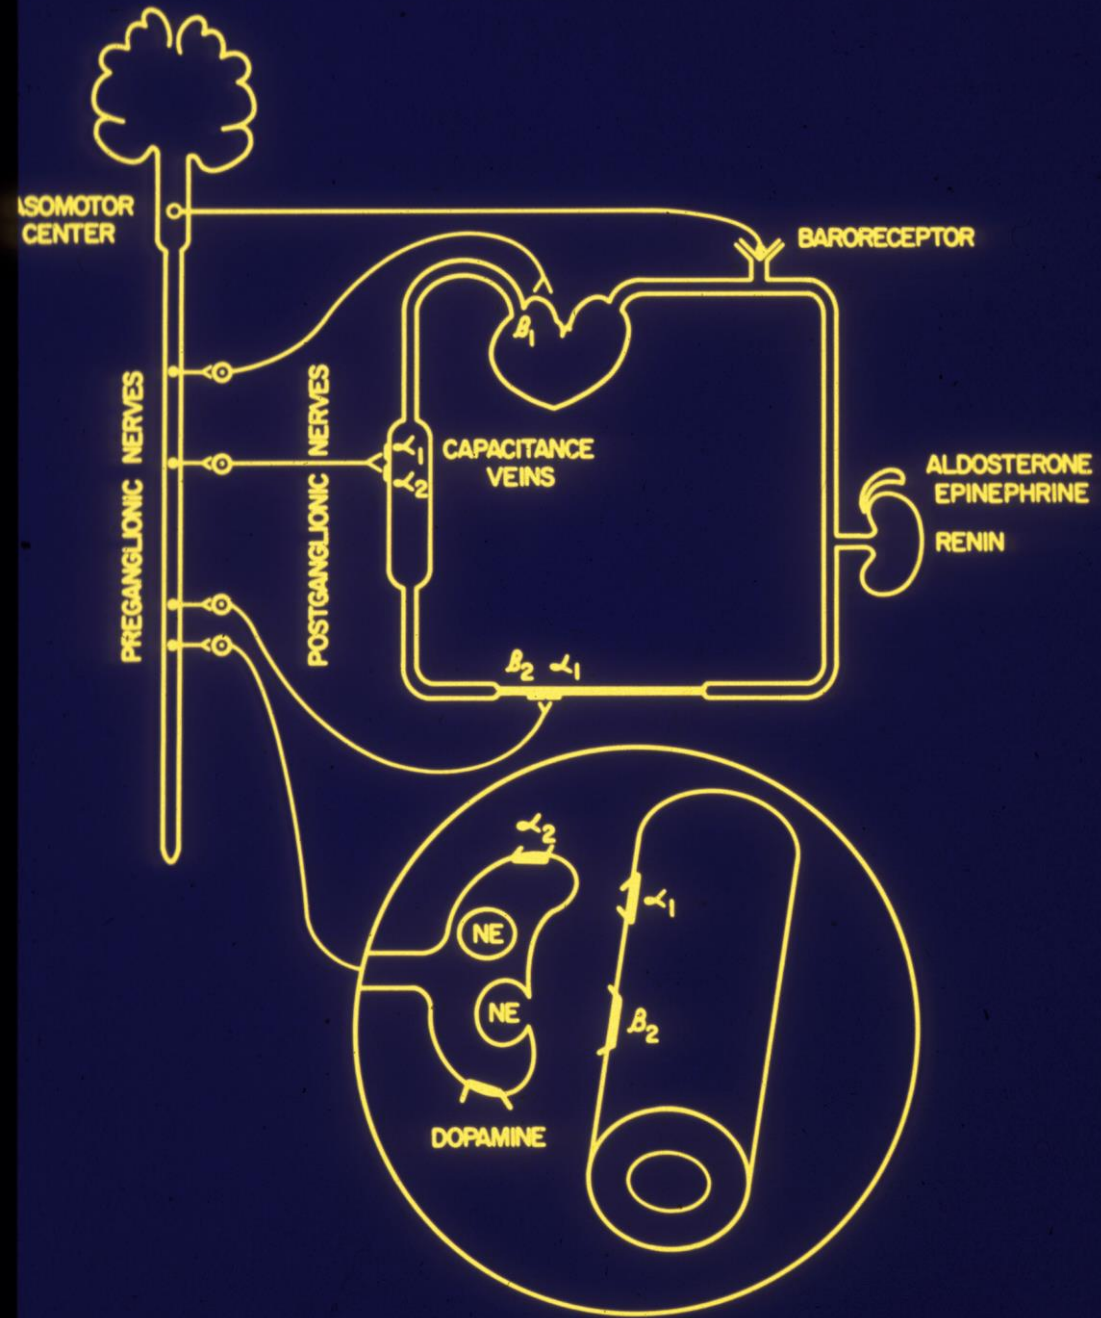 ASOMOTOR
CENTER
BARORECEPTOR
β1
PREGANGLIONIC NERVES
POSTGANGLIONIC NERVES
α1
α2
CAPACITANCE
VEINS
ALDOSTERONE
EPINEPHRINE
RENIN
β2 α1
α2
NE
α1
NE
β2
DOPAMINE